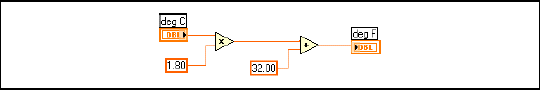 deg C
DBL
x
+
deg F
DBL
1.80
32.00